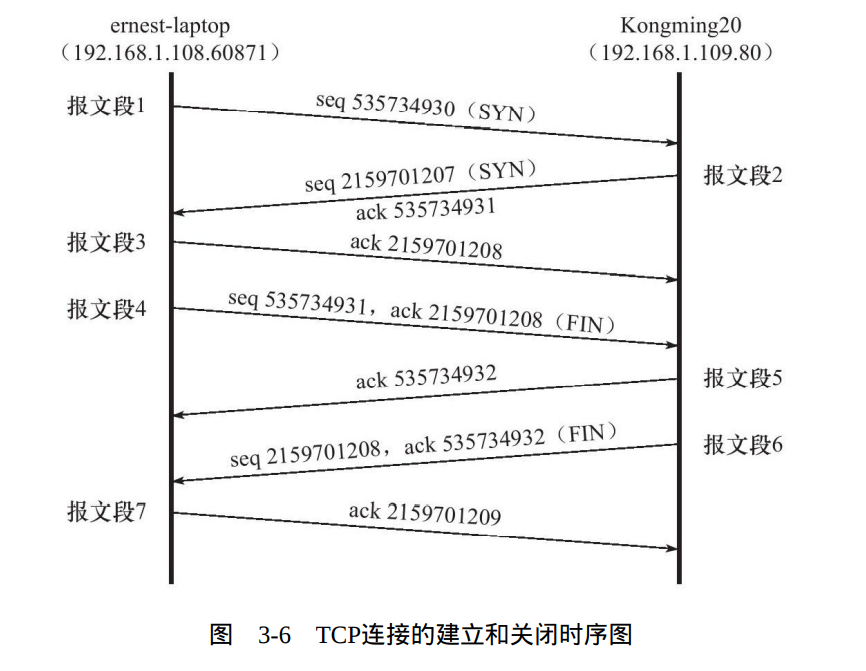 ernest-laptop
（192.168.1.108.60871）
Kongming20
（192.168.1.109.80）
报文段1
seq 535734930（SYN）
seq 2159701207（SYN）
ack 535734931
报文段2
报文段3
ack 2159701208
报文段4
seq 535734931，ack 2159701208（FIN）
ack 535734932
报文段5
seq 2159701208，ack 535734932（FIN）
报文段6
报文段7
ack 2159701209
图 3-6 TCP连接的建立和关闭时序图